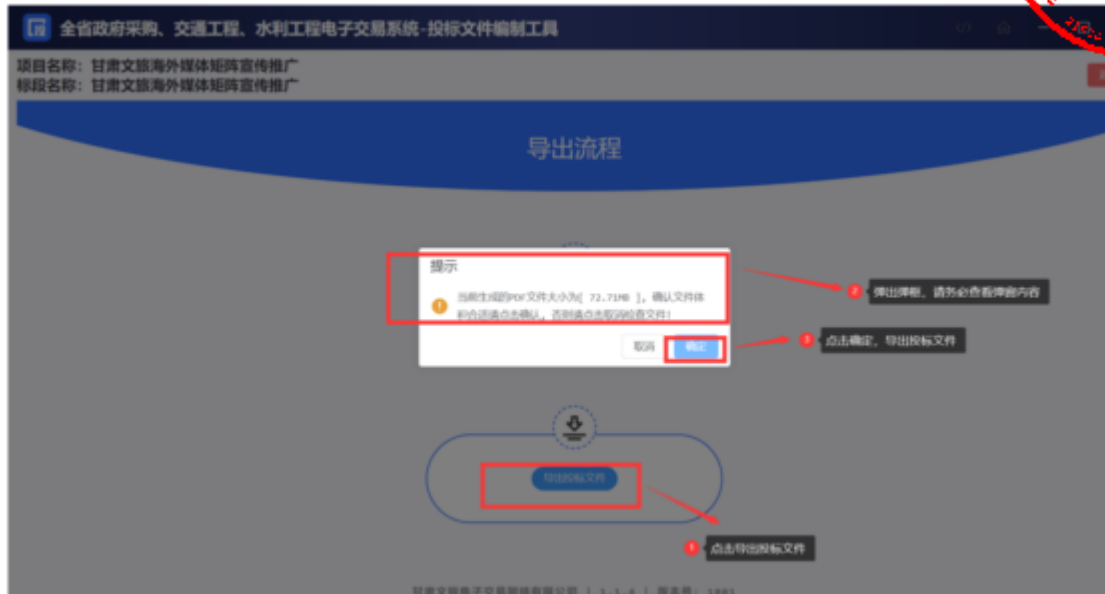 全省政府采购、交通工程、水利工程电子交易系统-投标文件编制工具
项目名称：甘肃文旅海外媒体矩阵宣传推广
标段名称：甘肃文旅海外媒体矩阵宣传推广
导出流程
提示
当前生成的PDF文件大小为[ 72.71MB ]，确认文件体
积合适请点击确认，否则请点击取消检查文件！
取消 确定
2 弹出弹框，请务必查看弹窗内容
3 点击确定，导出投标文件
导出投标文件
1 点击导出投标文件